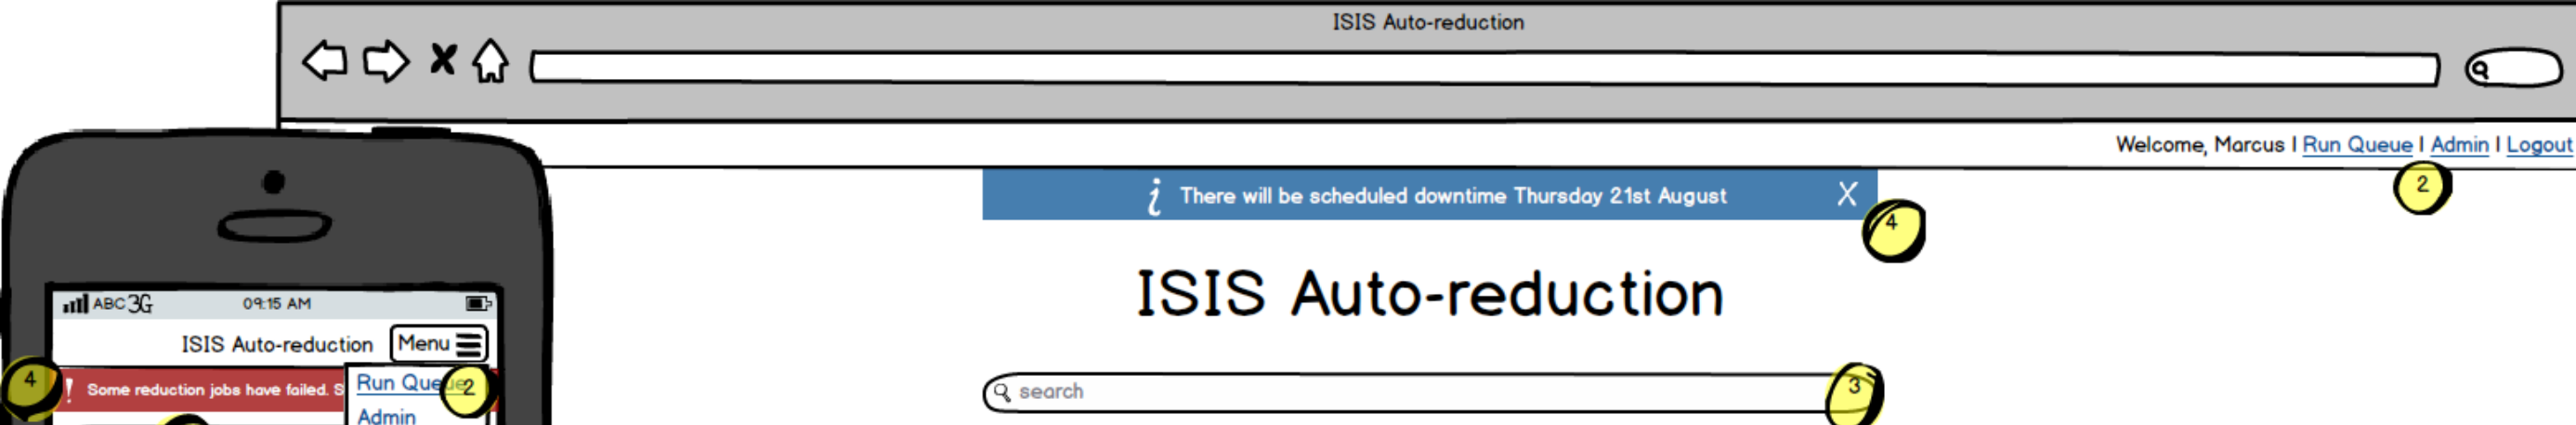 ISIS Auto-reduction
Welcome, Marcus | Run Queue | Admin | Logout
2
i There will be scheduled downtime Thursday 21st August X
4
ISIS Auto-reduction
search
3
ABC 3G 09:15 AM
ISIS Auto-reduction Menu
4
! Some reduction jobs have failed. S
Run Queue
2
Admin